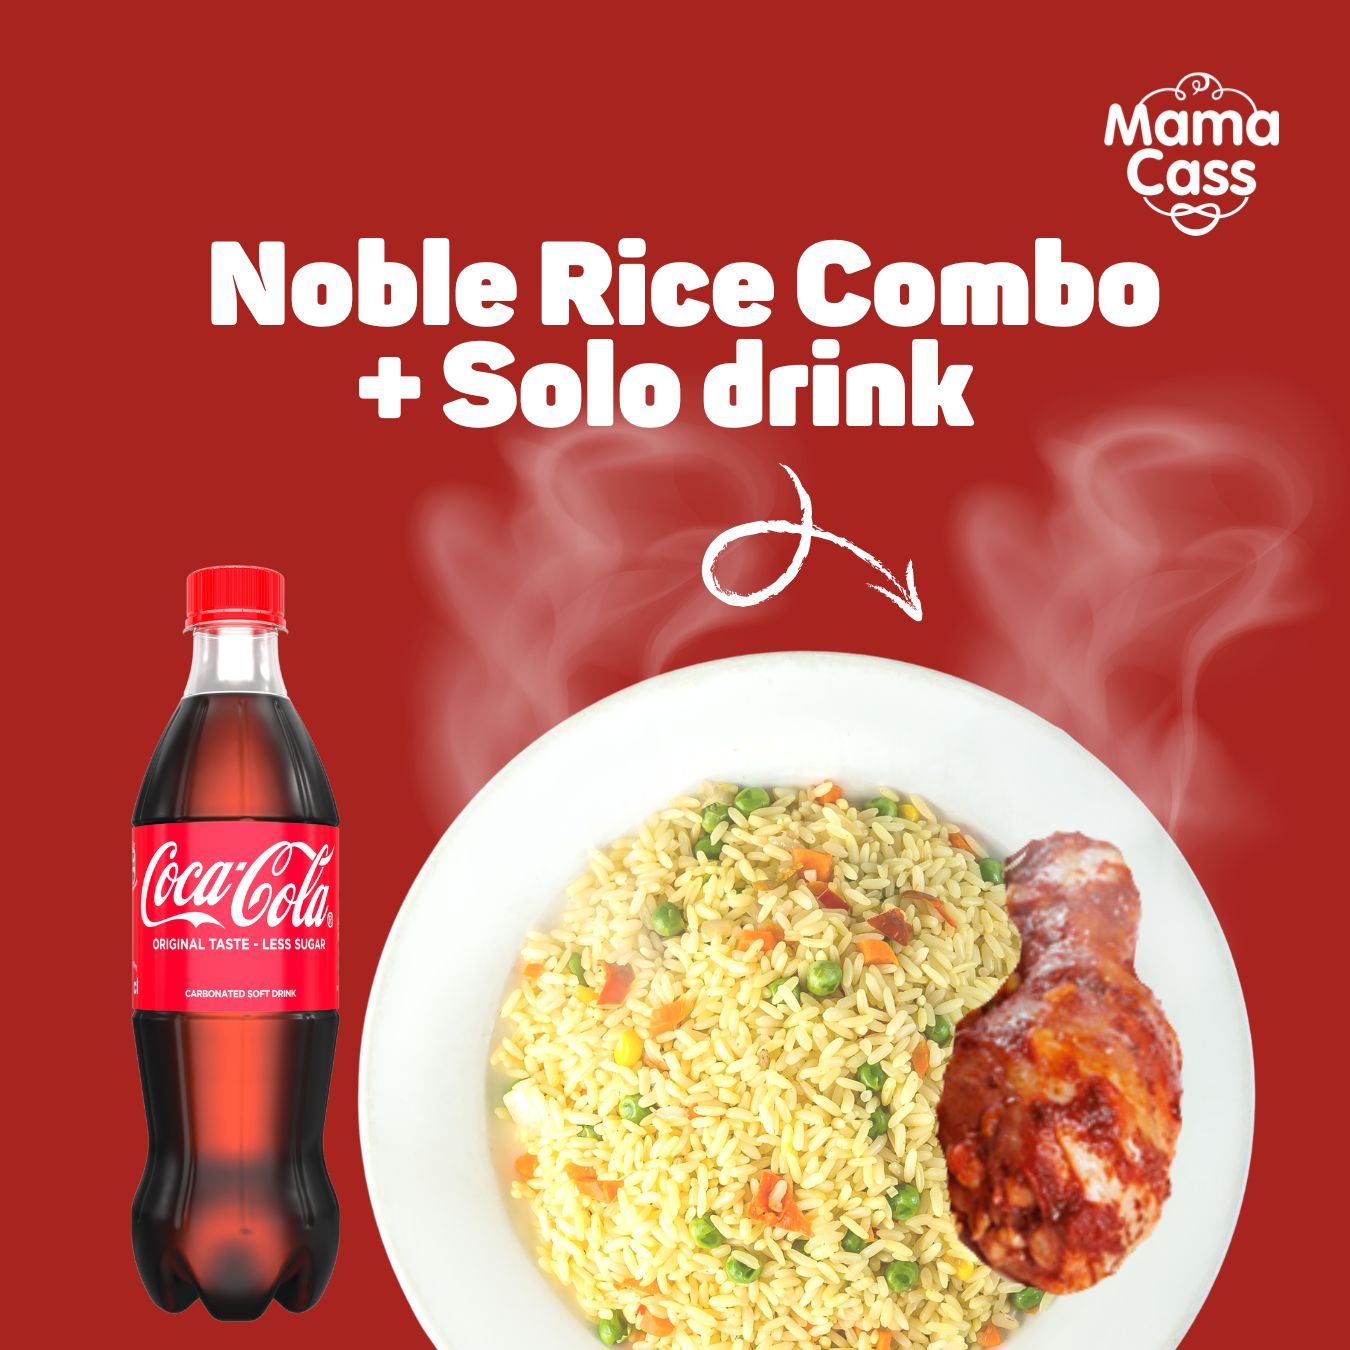 Mama
Cass
Noble Rice Combo
+ Solo drink
Coca-Cola®
ORIGINAL TASTE - LESS SUGAR
CARBONATED SOFT DRINK